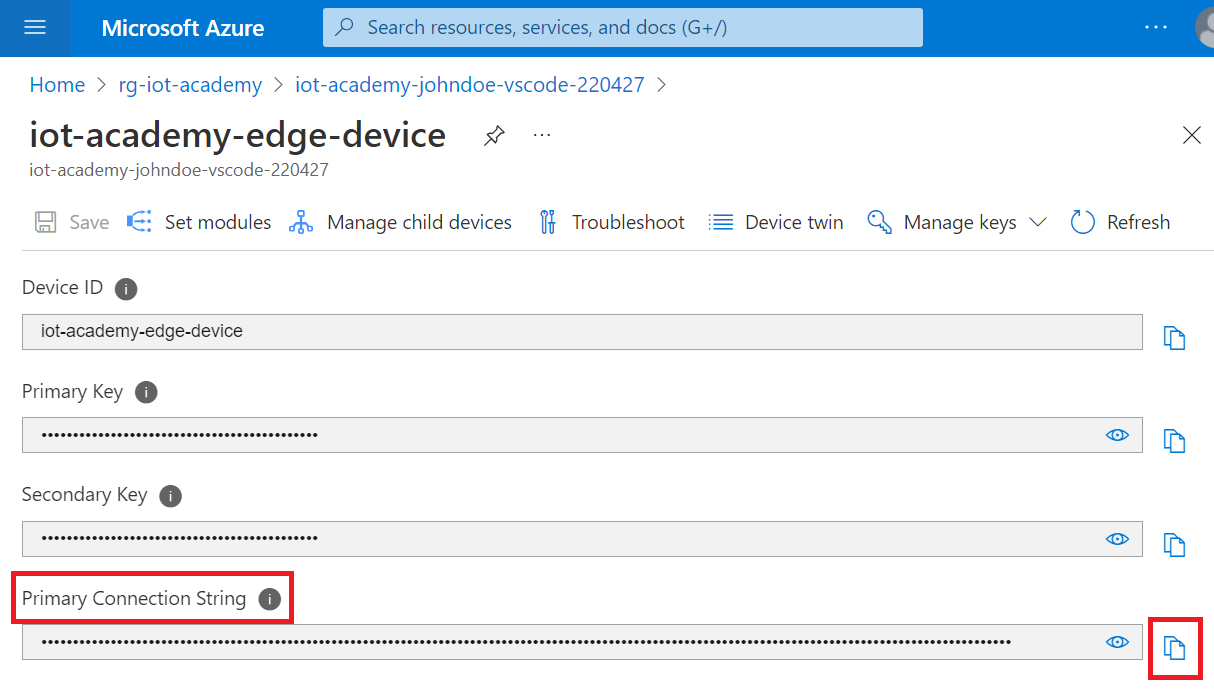 Microsoft Azure
Search resources, services, and docs (G+/)
Home > rg-iot-academy > iot-academy-johndoe-vscode-220427 >
iot-academy-edge-device
iot-academy-johndoe-vscode-220427
Save Set modules Manage child devices Troubleshoot Device twin Manage keys Refresh
Device ID
iot-academy-edge-device
Primary Key
Secondary Key
Primary Connection String